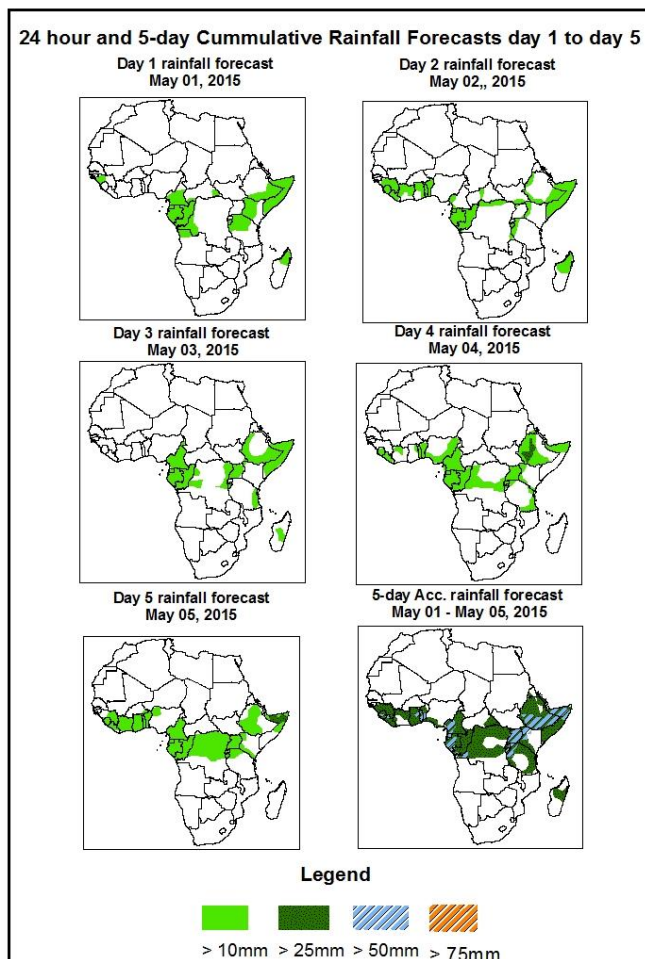 24 hour and 5-day Cummulative Rainfall Forecasts day 1 to day 5
Day 1 rainfall forecast
May 01, 2015
Day 2 rainfall forecast
May 02,, 2015
Day 3 rainfall forecast
May 03, 2015
Day 4 rainfall forecast
May 04, 2015
Day 5 rainfall forecast
May 05, 2015
5-day Acc. rainfall forecast
May 01 - May 05, 2015
Legend
> 10mm > 25mm > 50mm > 75mm